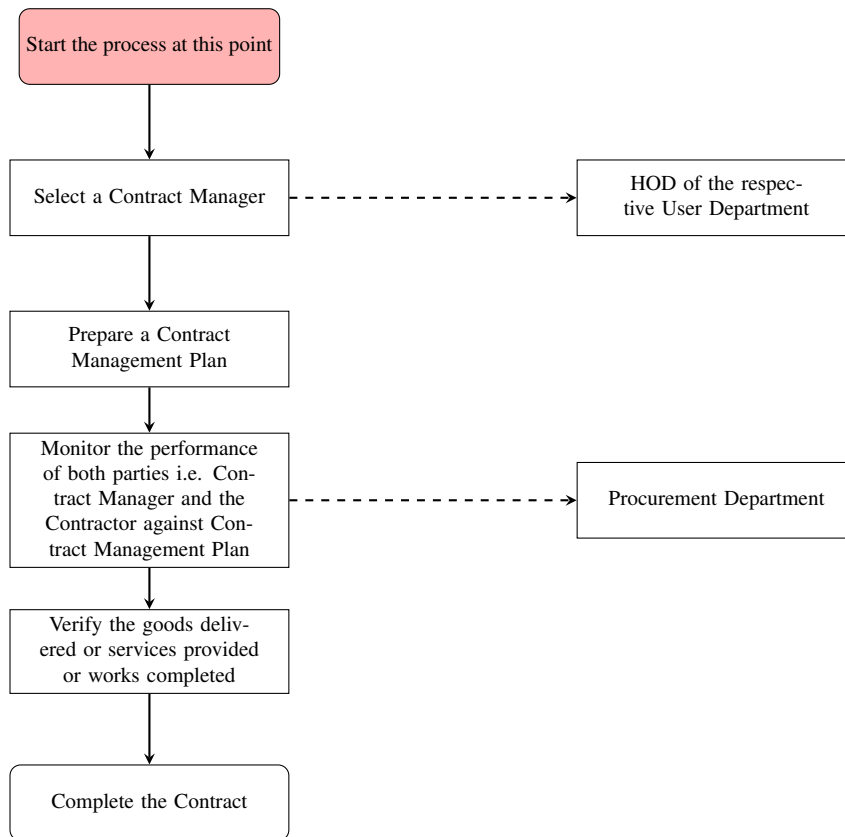 Start the process at this point
Select a Contract Manager
HOD of the respec-
tive User Department
Prepare a Contract
Management Plan
Monitor the performance
of both parties i.e. Con-
tract Manager and the
Contractor against Con-
tract Management Plan
Procurement Department
Verify the goods deliv-
ered or services provided
or works completed
Complete the Contract